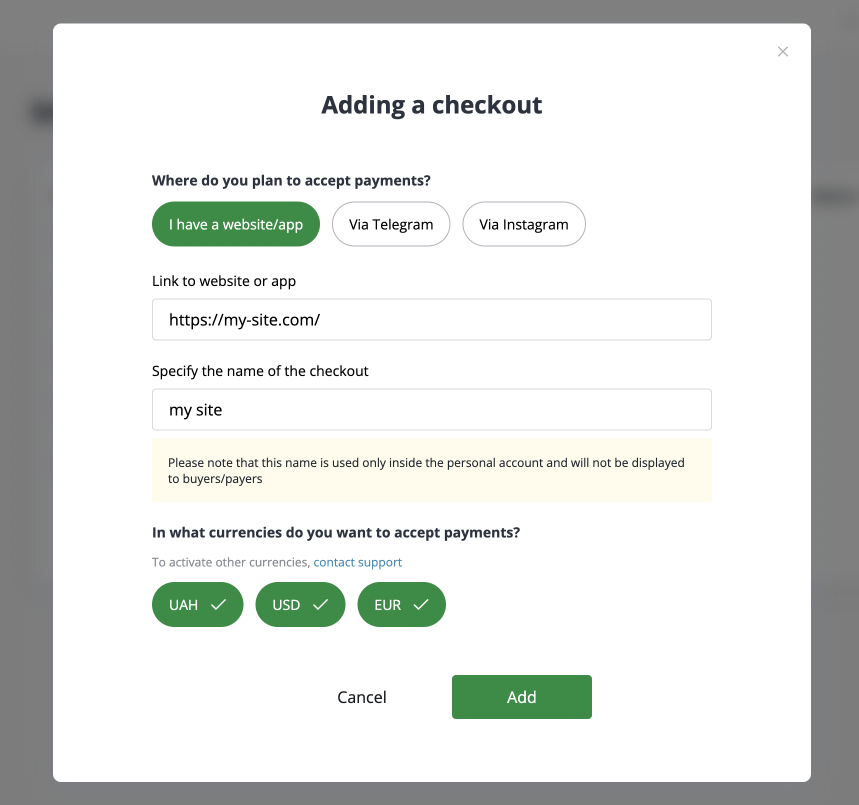 Adding a checkout
Where do you plan to accept payments?
I have a website/app
Via Telegram
Via Instagram
Link to website or app
https://my-site.com/
Specify the name of the checkout
my site
Please note that this name is used only inside the personal account and will not be displayed
to buyers/payers
In what currencies do you want to accept payments?
To activate other currencies, contact support
UAH
USD
EUR
Cancel
Add